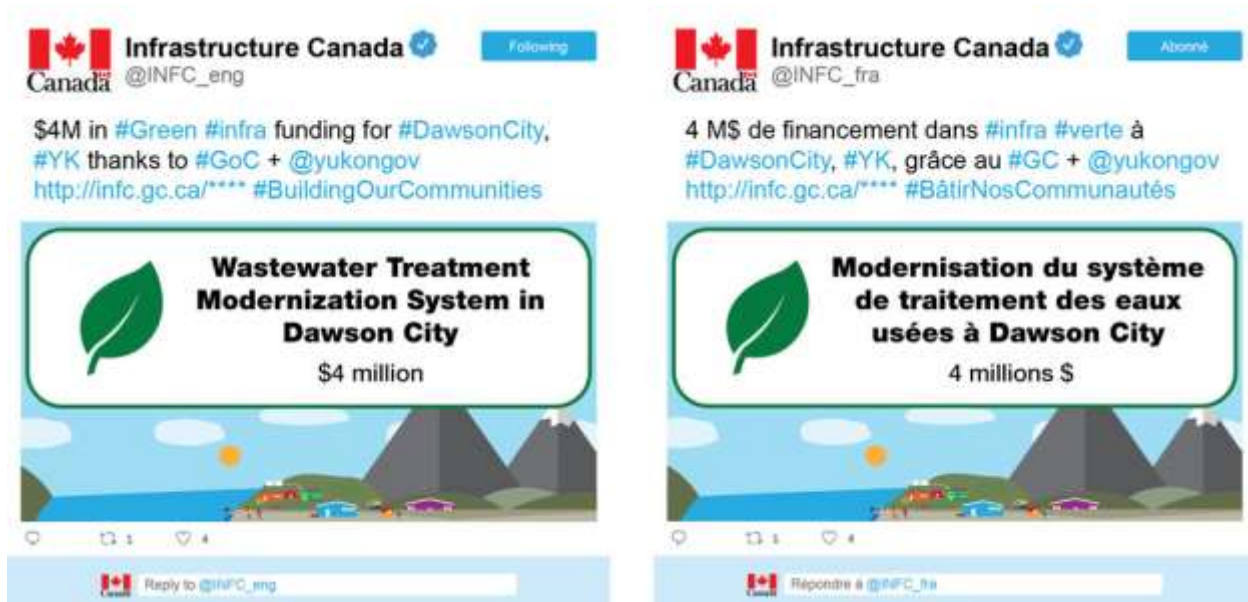 Canada
Infrastructure Canada
@INFC_eng
Following
$4M in #Green #infra funding for #DawsonCity,
#YK thanks to #GoC + @yukongov
http://infc.gc.ca/**** #BuildingOurCommunities
Wastewater Treatment
Modernization System in
Dawson City
$4 million
1
4
Canada
Reply to @INFC_eng
Canada
Infrastructure Canada
@INFC_fra
Abonné
4 M$ de financement dans #infra #verte à
#DawsonCity, #YK, grâce au #GC + @yukongov
http://infc.gc.ca/**** #BâtirNosCommunautés
Modernisation du système
de traitement des eaux
usées à Dawson City
4 millions $
1
4
Canada
Répondre à @INFC_fra